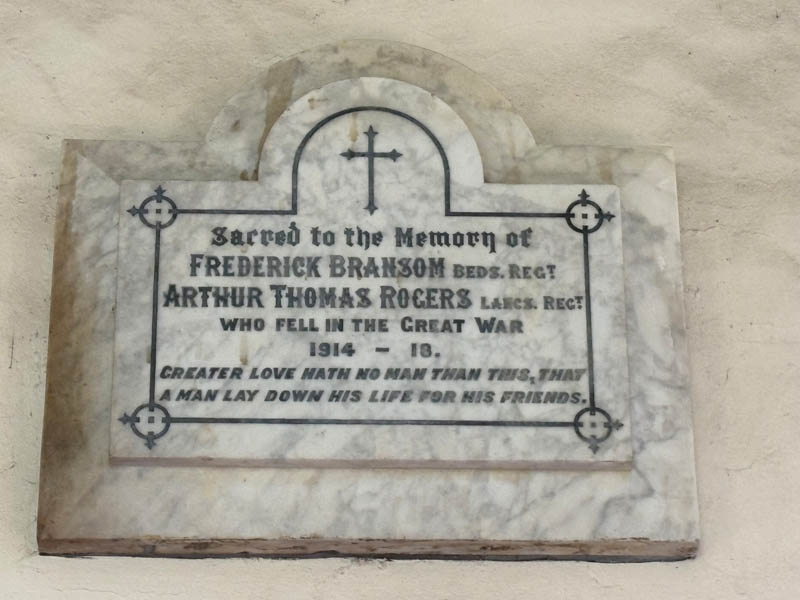 Sacred to the Memory of
FREDERICK BRANSOM BEDS. REGT
ARTHUR THOMAS ROGERS LANCS. REGT
WHO FELL IN THE GREAT WAR
1914 – 18.
GREATER LOVE HATH NO MAN THAN THIS, THAT
A MAN LAY DOWN HIS LIFE FOR HIS FRIENDS.